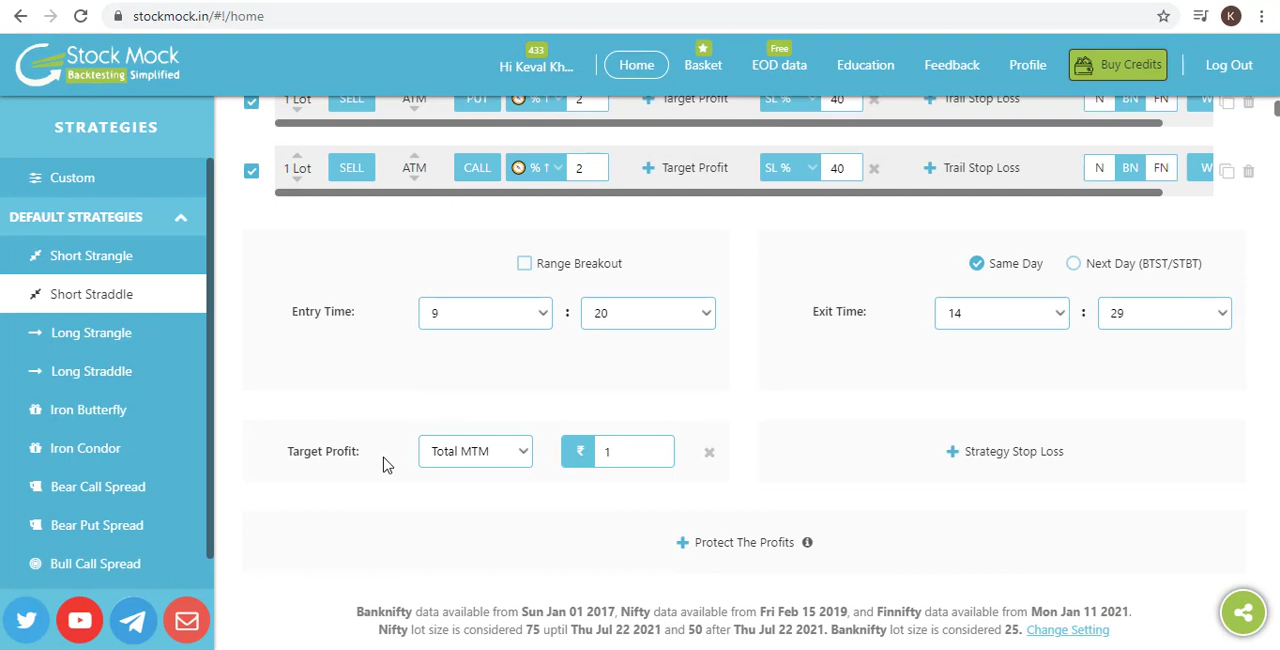 stockmock.in/#!/home
K
Stock Mock
Backtesting Simplified
433
Hi Keval Kh...
Home
Basket
Free
EOD data
Education
Feedback
Profile
Buy Credits
Log Out
STRATEGIES
Custom
DEFAULT STRATEGIES
Short Strangle
Short Straddle
Long Strangle
Long Straddle
Iron Butterfly
Iron Condor
Bear Call Spread
Bear Put Spread
Bull Call Spread
1 Lot SELL ATM PUT % ↑ 2 + Target Profit SL % 40 × + Trail Stop Loss N BN FN W
1 Lot SELL ATM CALL % ↑ 2 + Target Profit SL % 40 × + Trail Stop Loss N BN FN W
Range Breakout
Entry Time: 9 : 20
Same Day Next Day (BTST/STBT)
Exit Time: 14 : 29
Target Profit: Total MTM ₹ 1 ×
+ Strategy Stop Loss
+ Protect The Profits
Banknifty data available from Sun Jan 01 2017, Nifty data available from Fri Feb 15 2019, and Finnifty data available from Mon Jan 11 2021.
Nifty lot size is considered 75 uptil Thu Jul 22 2021 and 50 after Thu Jul 22 2021. Banknifty lot size is considered 25. Change Setting